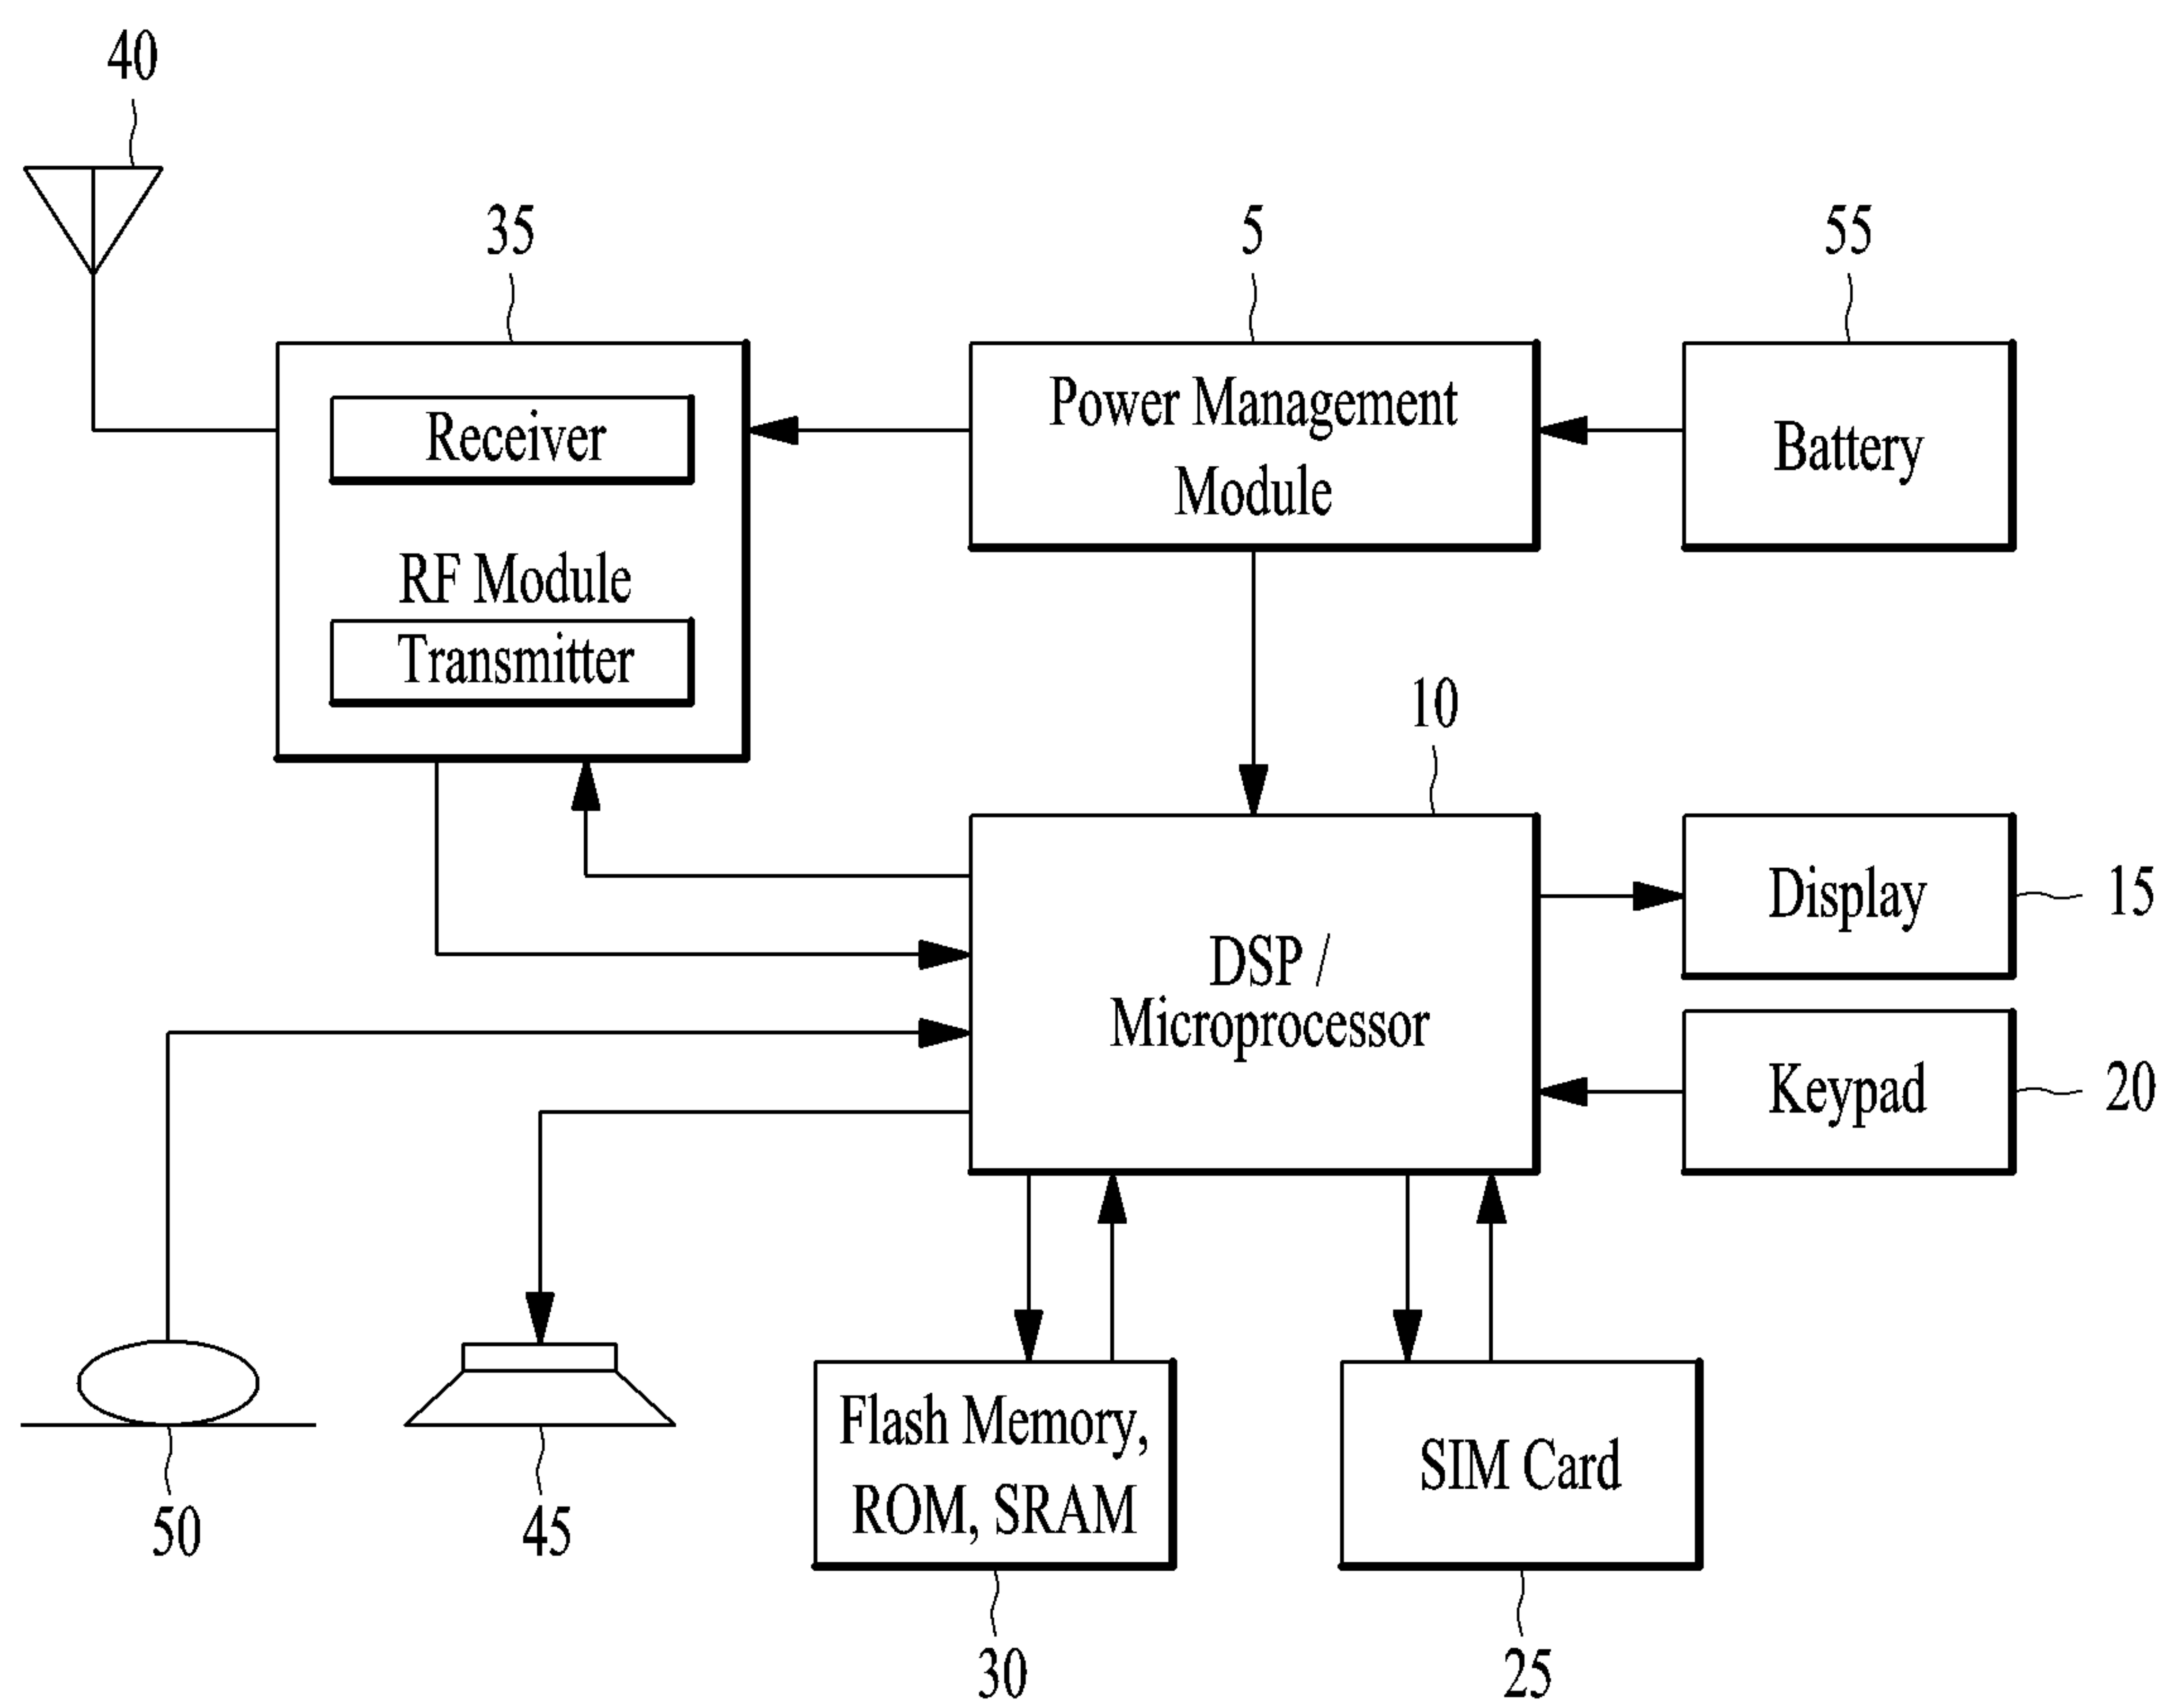 40
35
5
55
Receiver
RF Module
Transmitter
Power Management
Module
Battery
10
DSP /
Microprocessor
Display
15
Keypad
20
Flash Memory,
ROM, SRAM
SIM Card
50
45
30
25